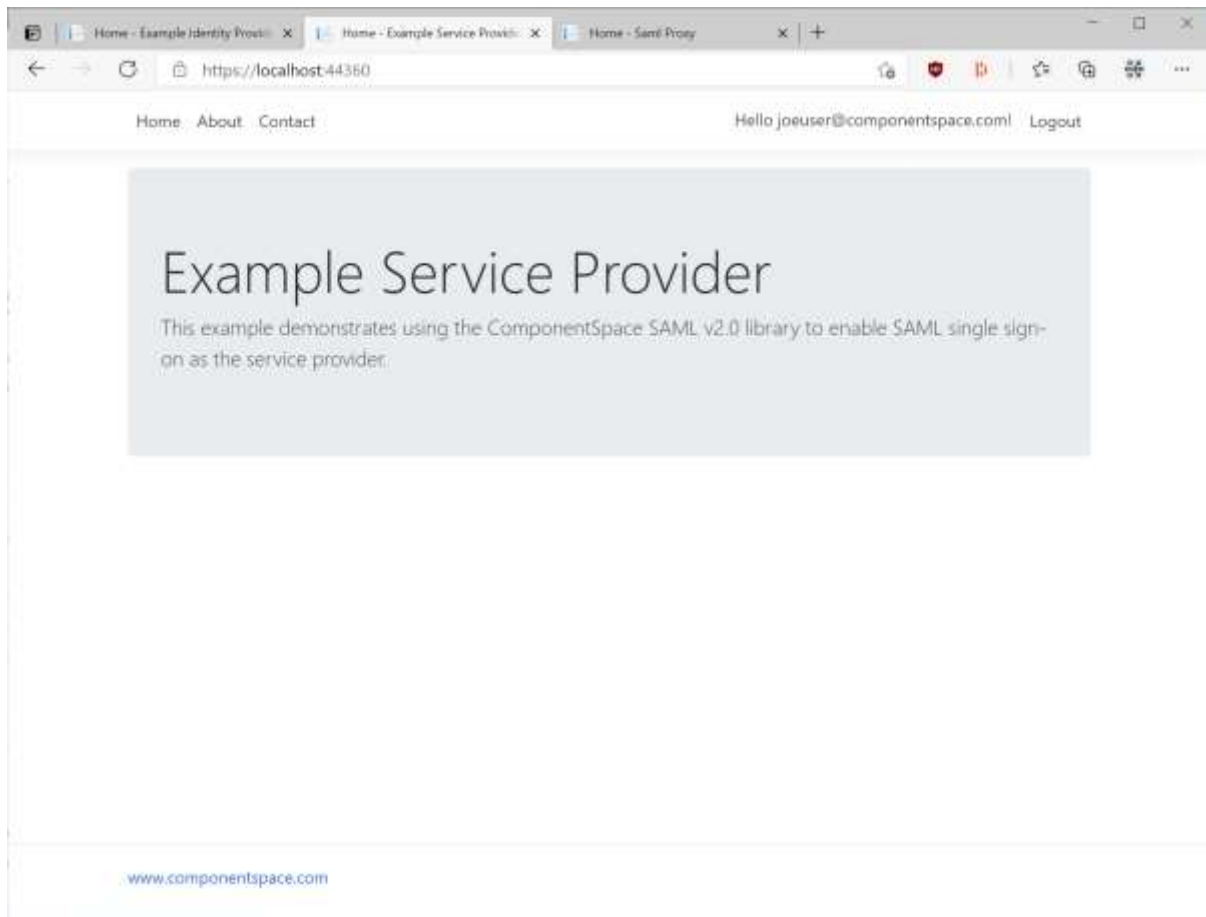 Home - Example Identity Provi
Home - Example Service Provid
Home - Saml Proxy
https://localhost:44360
Home About Contact
Hello joeuser@componentspace.com! Logout
Example Service Provider
This example demonstrates using the ComponentSpace SAML v2.0 library to enable SAML single sign-
on as the service provider.
www.componentspace.com